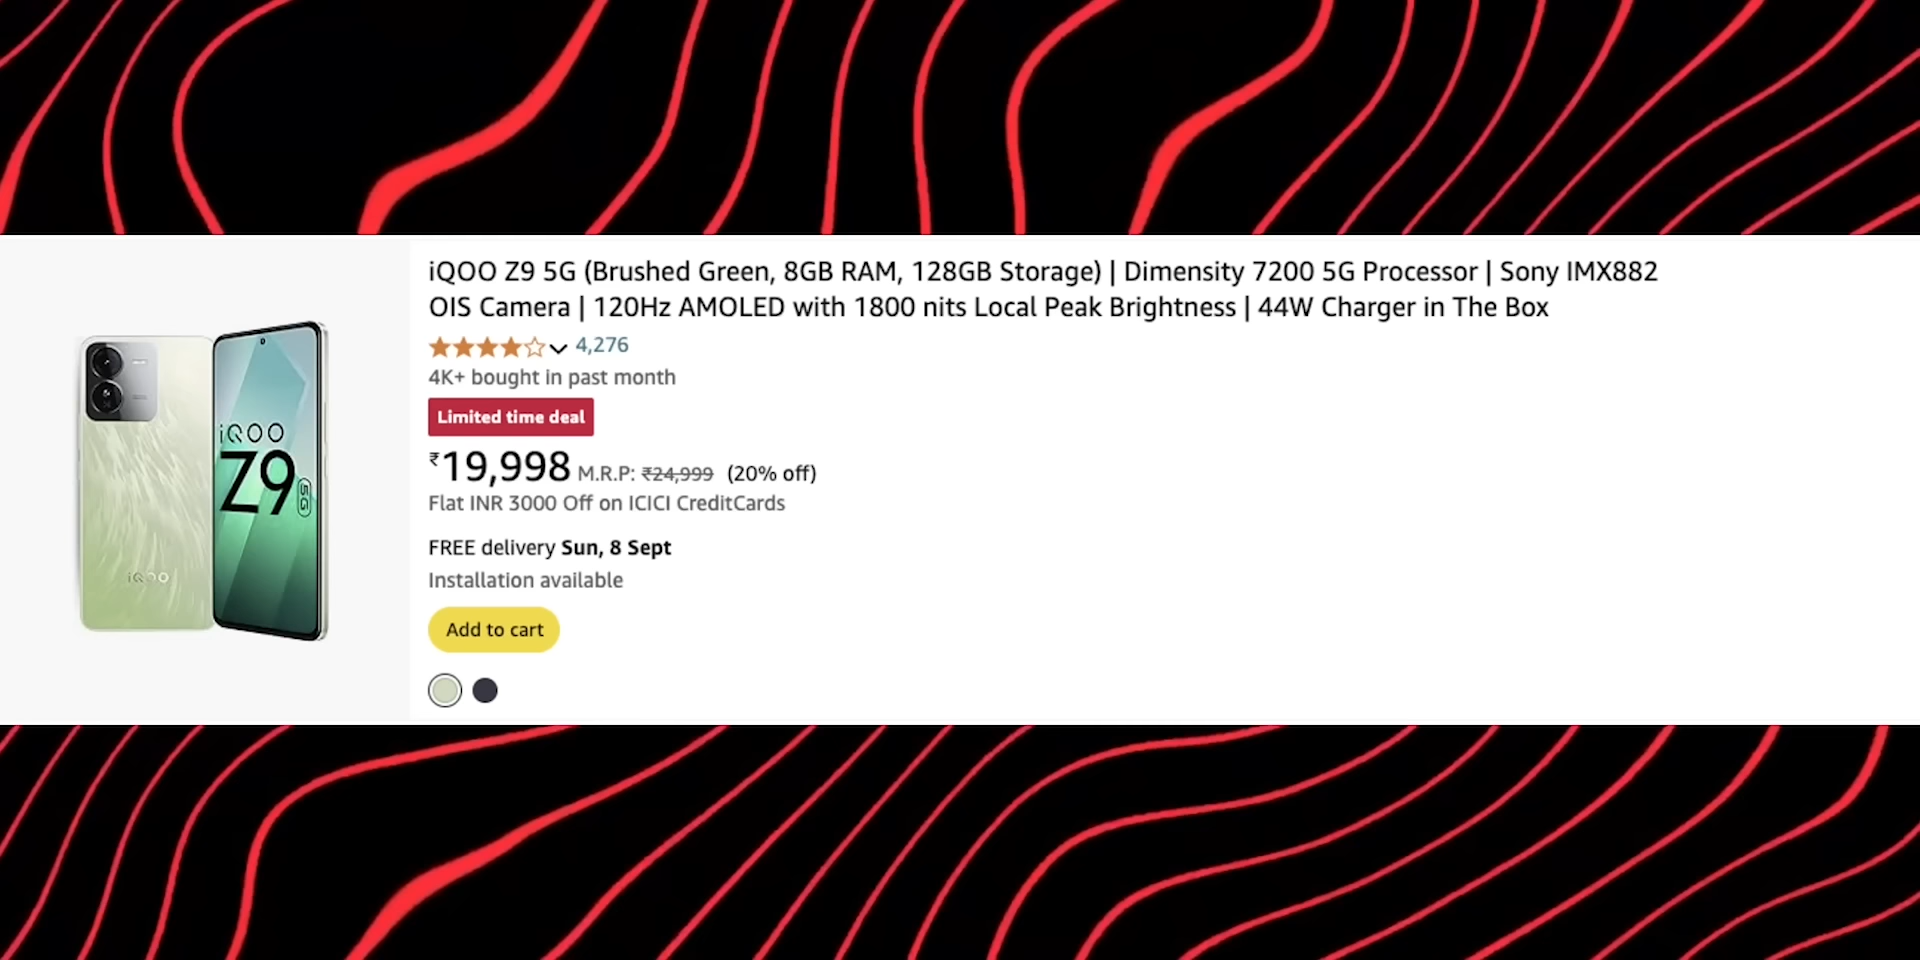 iQOO Z9 5G (Brushed Green, 8GB RAM, 128GB Storage) | Dimensity 7200 5G Processor | Sony IMX882
OIS Camera | 120Hz AMOLED with 1800 nits Local Peak Brightness | 44W Charger in The Box
4,276
4K+ bought in past month
Limited time deal
₹19,998 M.R.P: ₹24,999 (20% off)
Flat INR 3000 Off on ICICI CreditCards
FREE delivery Sun, 8 Sept
Installation available
Add to cart
iQOO
Z9 5G
iQOO